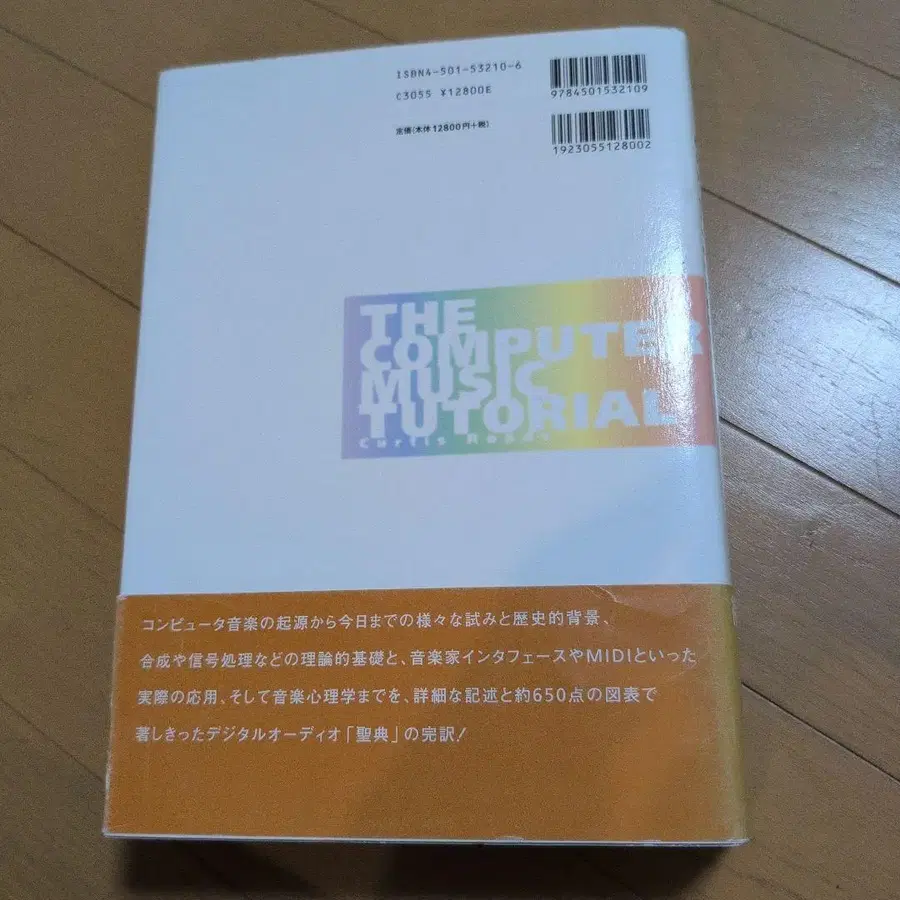 ISBN4-501-53210-6
C3055 ¥12800E
定価(本体12800円+税)
9784501532109
1923055128002
THE
COMPUTER
MUSIC
TUTORIAL
Curtis
コンピュータ音楽の起源から今日までの様々な試みと歴史的背景、
合成や信号処理などの理論的基礎と、音楽家インタフェースやMIDIといった
実際の応用、そして音楽心理学までを、詳細な記述と約650点の図表で
著しきったデジタルオーディオ「聖典」の完訳!